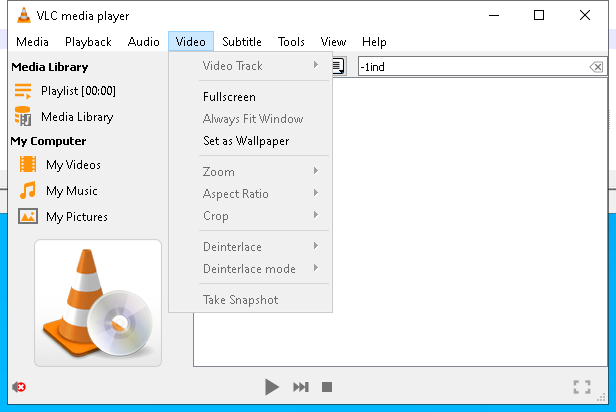 VLC media player
Media Playback Audio Video Subtitle Tools View Help
Media Library
Playlist [00:00]
Media Library
My Computer
My Videos
My Music
My Pictures
Video Track
Fullscreen
Always Fit Window
Set as Wallpaper
Zoom
Aspect Ratio
Crop
Deinterlace
Deinterlace mode
Take Snapshot
-1ind